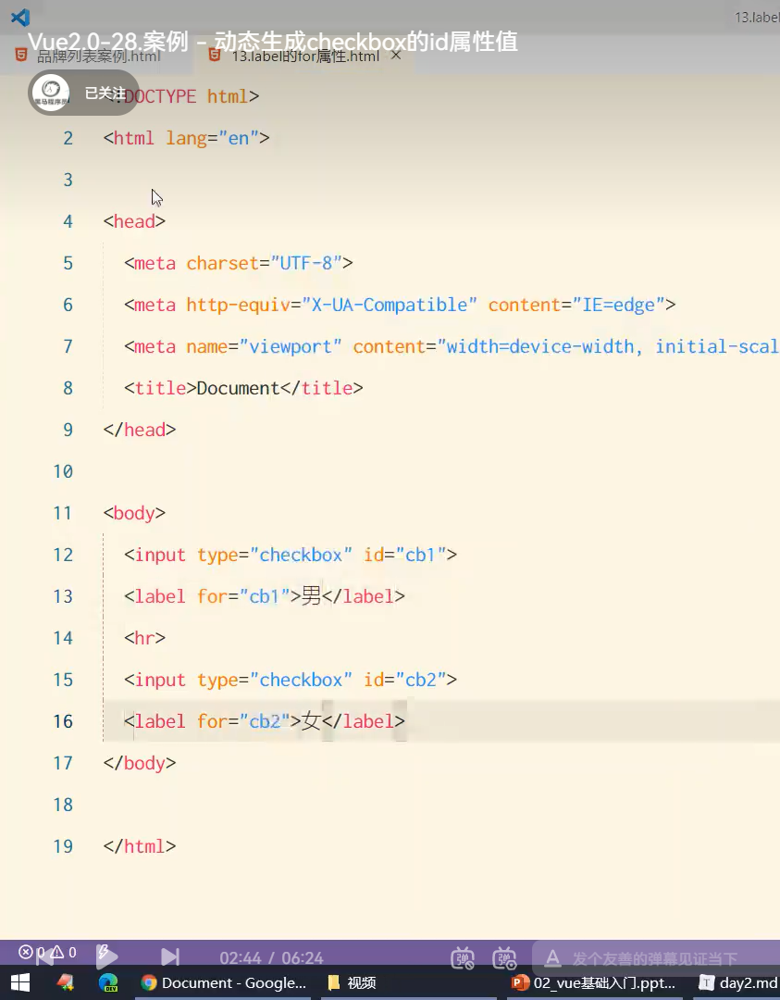 13.label
Vue2.0-28.案例 - 动态生成checkbox的id属性值
品牌列表案例.html
13.label的for属性.html ×
已关注
<!DOCTYPE html>
2 <html lang="en">
3
4 <head>
5 <meta charset="UTF-8">
6 <meta http-equiv="X-UA-Compatible" content="IE=edge">
7 <meta name="viewport" content="width=device-width, initial-scal
8 <title>Document</title>
9 </head>
10
11 <body>
12 <input type="checkbox" id="cb1">
13 <label for="cb1">男</label>
14 <hr>
15 <input type="checkbox" id="cb2">
16 <label for="cb2">女</label>
17 </body>
18
19 </html>
0 0
02:44 / 06:24
弹
弹
发个友善的弹幕见证当下
Document - Google...
视频
02_vue基础入门.ppt...
day2.md